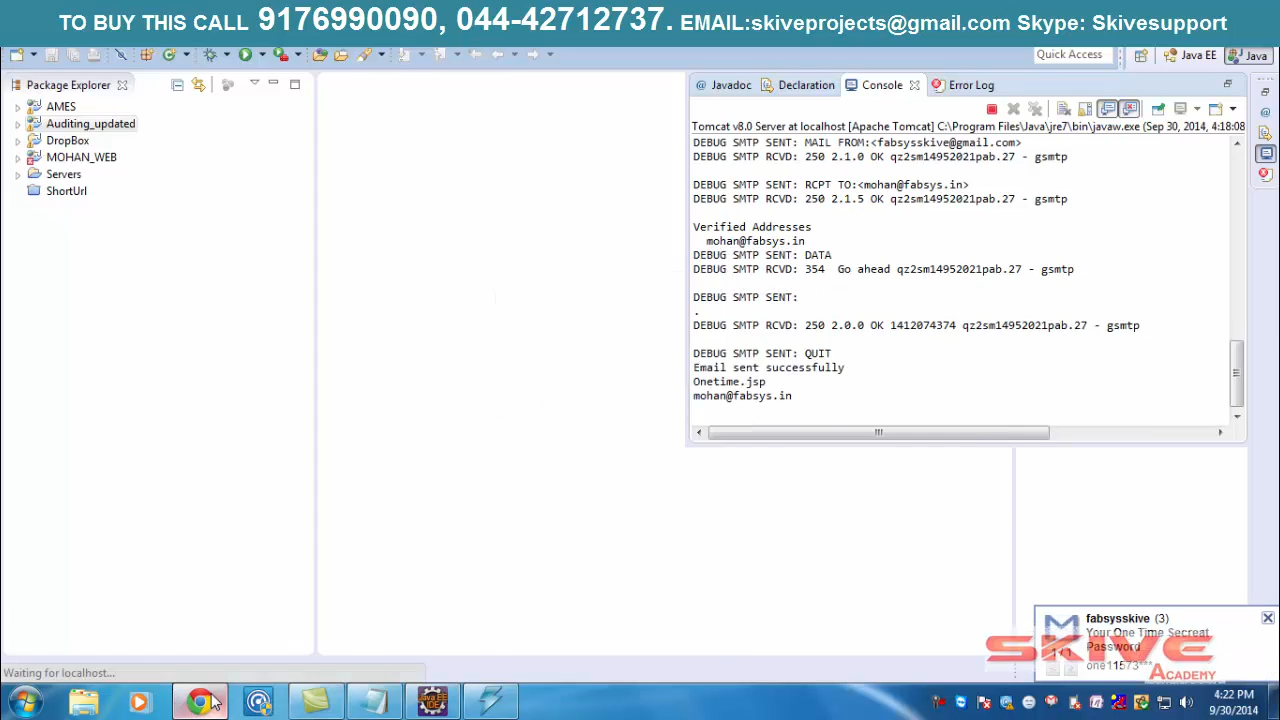 TO BUY THIS CALL 9176990090, 044-42712737. EMAIL:skiveprojects@gmail.com Skype: Skivesupport
Quick Access
Java EE
Java
Package Explorer
AMES
Auditing_updated
DropBox
MOHAN_WEB
Servers
ShortUrl
@ Javadoc
Declaration
Console
Error Log
Tomcat v8.0 Server at localhost [Apache Tomcat] C:\Program Files\Java\jre7\bin\javaw.exe (Sep 30, 2014, 4:18:08
DEBUG SMTP SENT: MAIL FROM:<fabsysskive@gmail.com>
DEBUG SMTP RCVD: 250 2.1.0 OK qz2sm14952021pab.27 - gsmtp
DEBUG SMTP SENT: RCPT TO:<mohan@fabsys.in>
DEBUG SMTP RCVD: 250 2.1.5 OK qz2sm14952021pab.27 - gsmtp
Verified Addresses
mohan@fabsys.in
DEBUG SMTP SENT: DATA
DEBUG SMTP RCVD: 354 Go ahead qz2sm14952021pab.27 - gsmtp
DEBUG SMTP SENT:
.
DEBUG SMTP RCVD: 250 2.0.0 OK 1412074374 qz2sm14952021pab.27 - gsmtp
DEBUG SMTP SENT: QUIT
Email sent successfully
Onetime.jsp
mohan@fabsys.in
fabsysskive (3)
Your One Time Secreat
Password
one11573***
SKIVE
ACADEMY
Waiting for localhost...
Java EE
IDE
4:22 PM
9/30/2014